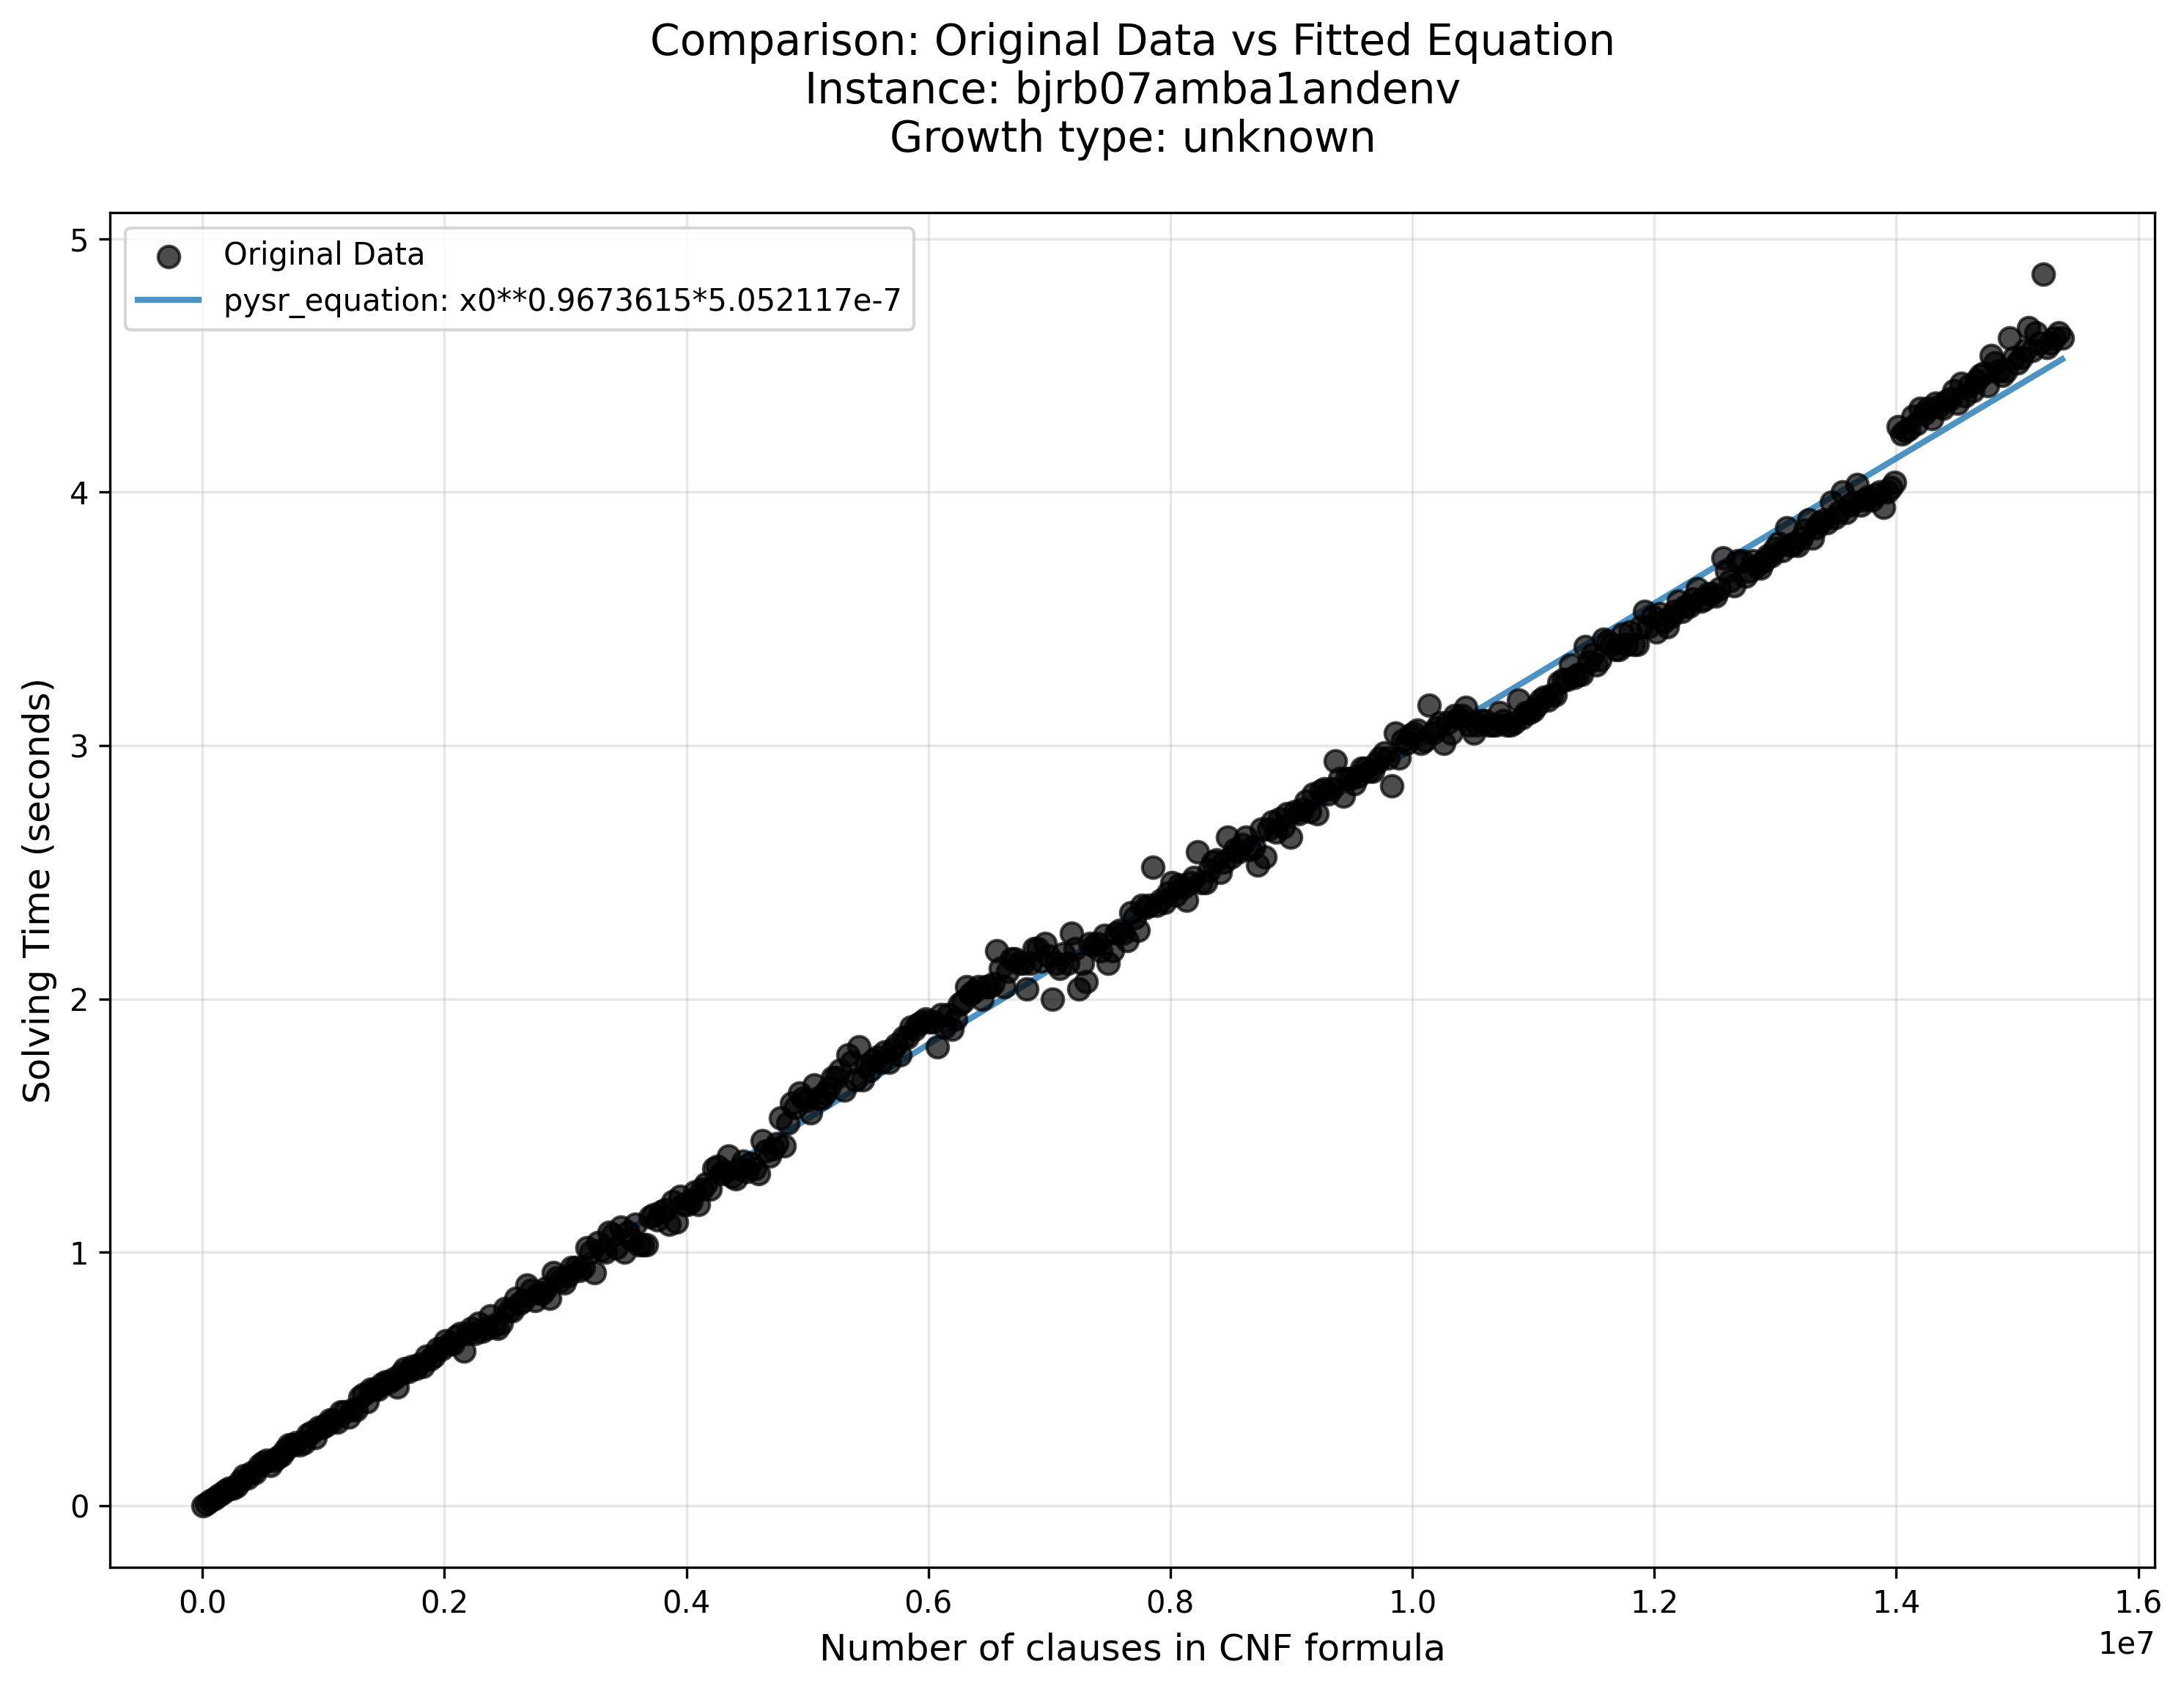 Comparison: Original Data vs Fitted Equation
Instance: bjrb07amba1andenv
Growth type: unknown
Original Data
pysr_equation: x0**0.9673615*5.052117e-7
Solving Time (seconds)
5
4
3
2
1
0
0.0 0.2 0.4 0.6 0.8 1.0 1.2 1.4 1.6
1e7
Number of clauses in CNF formula